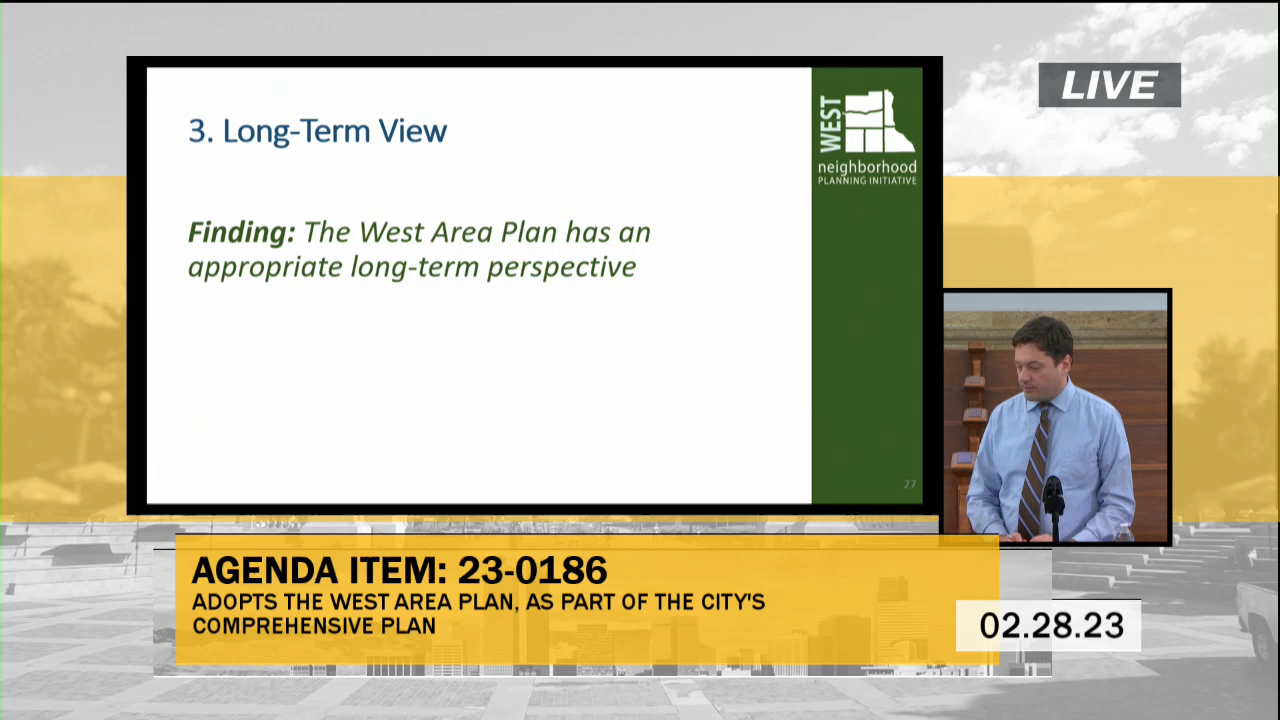 LIVE
3. Long-Term View
WEST
neighborhood
PLANNING INITIATIVE
Finding: The West Area Plan has an
appropriate long-term perspective
27
AGENDA ITEM: 23-0186
ADOPTS THE WEST AREA PLAN, AS PART OF THE CITY'S
COMPREHENSIVE PLAN
02.28.23